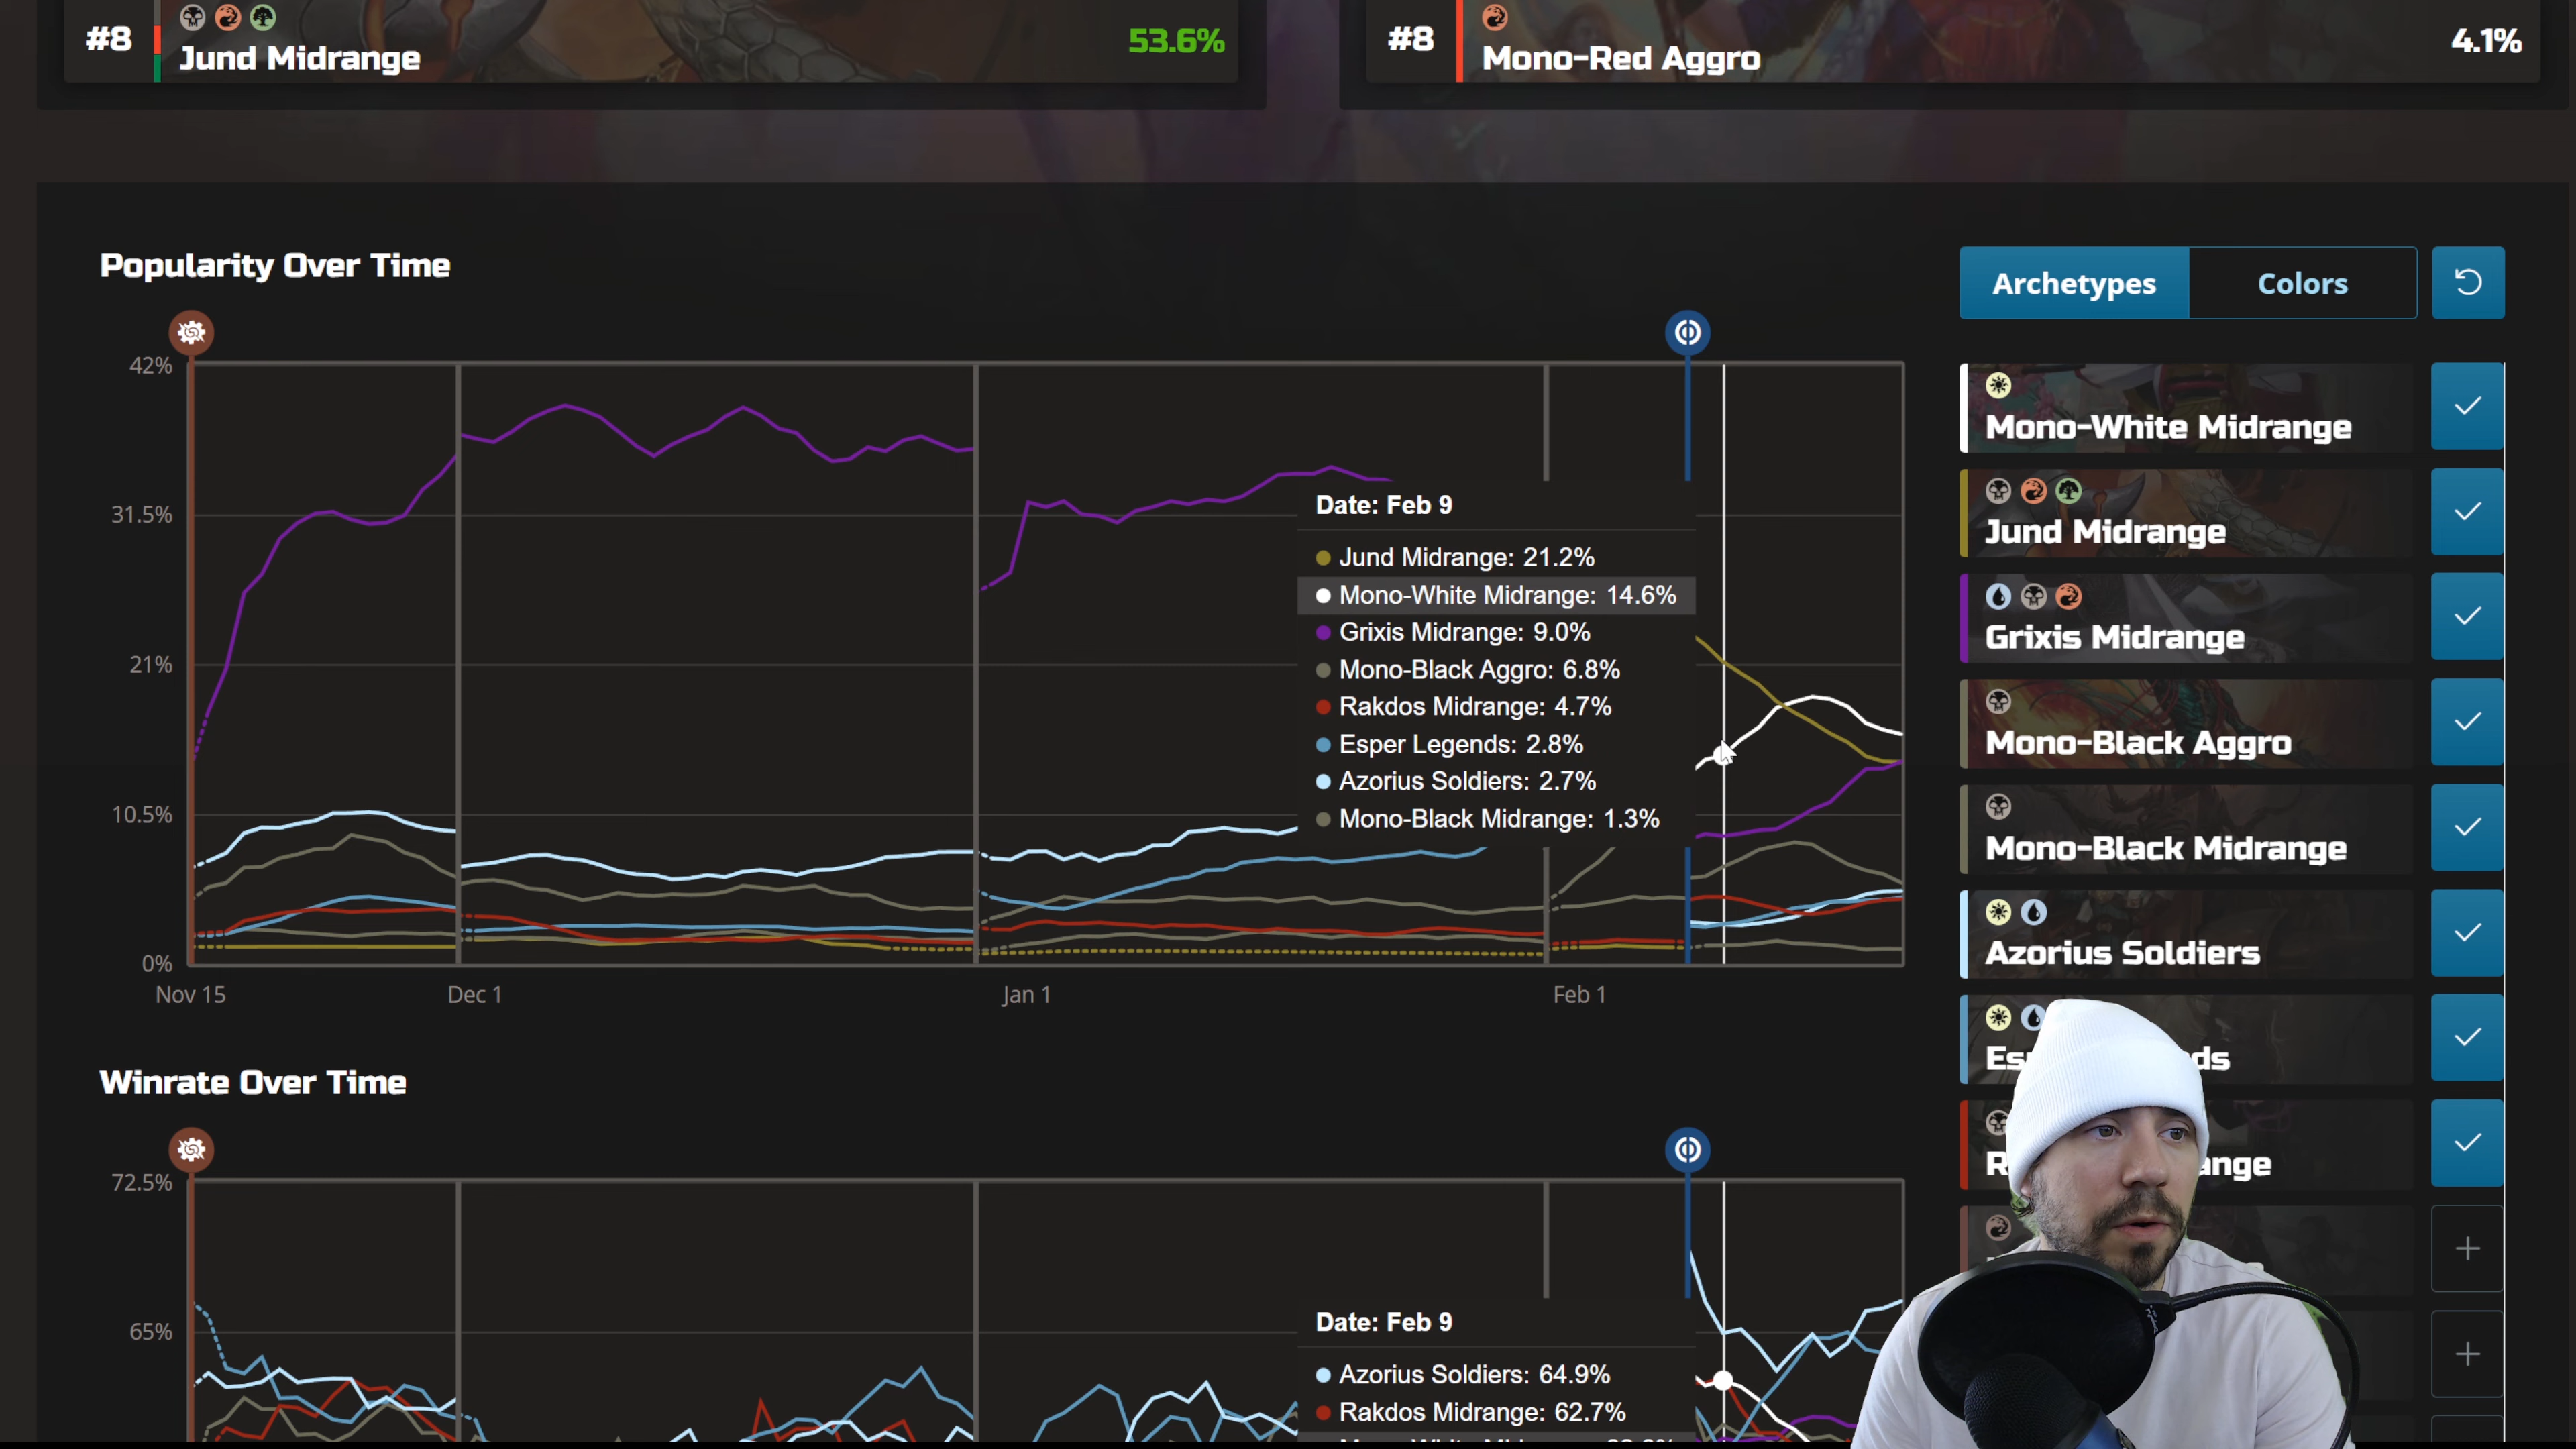 #8
Jund Midrange
53.6%
#8
Mono-Red Aggro
4.1%
Popularity Over Time
42%
31.5%
21%
10.5%
0%
Nov 15
Dec 1
Jan 1
Feb 1
Date: Feb 9
Jund Midrange: 21.2%
Mono-White Midrange: 14.6%
Grixis Midrange: 9.0%
Mono-Black Aggro: 6.8%
Rakdos Midrange: 4.7%
Esper Legends: 2.8%
Azorius Soldiers: 2.7%
Mono-Black Midrange: 1.3%
Archetypes
Colors
Mono-White Midrange
Jund Midrange
Grixis Midrange
Mono-Black Aggro
Mono-Black Midrange
Azorius Soldiers
Winrate Over Time
72.5%
65%
Date: Feb 9
Azorius Soldiers: 64.9%
Rakdos Midrange: 62.7%